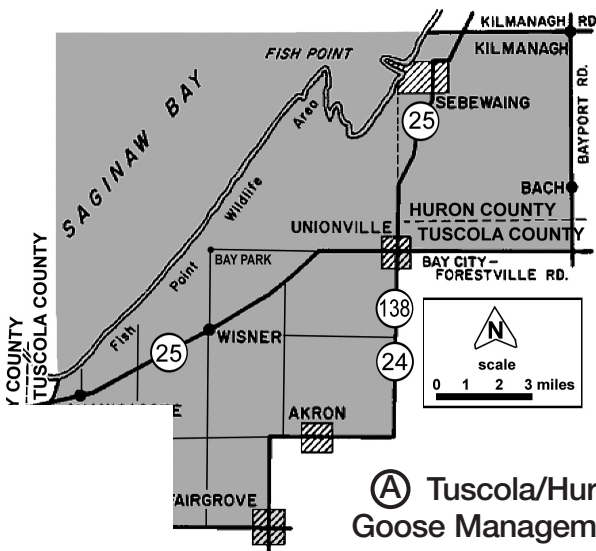 KILMANAGH RD
KILMANAGH
FISH POINT
SAGINAW BAY
SEBEWAING
25
BAYPORT RD.
Fish Point Wildlife Area
BACH
HURON COUNTY
UNIONVILLE
TUSCOLA COUNTY
BAY PARK
BAY CITY–
FORESTVILLE RD.
TUSCOLA COUNTY
Y COUNTY
138
N
25
WISNER
scale
24
0 1 2 3 miles
AKRON
A Tuscola/Hur
FAIRGROVE
Goose Managem